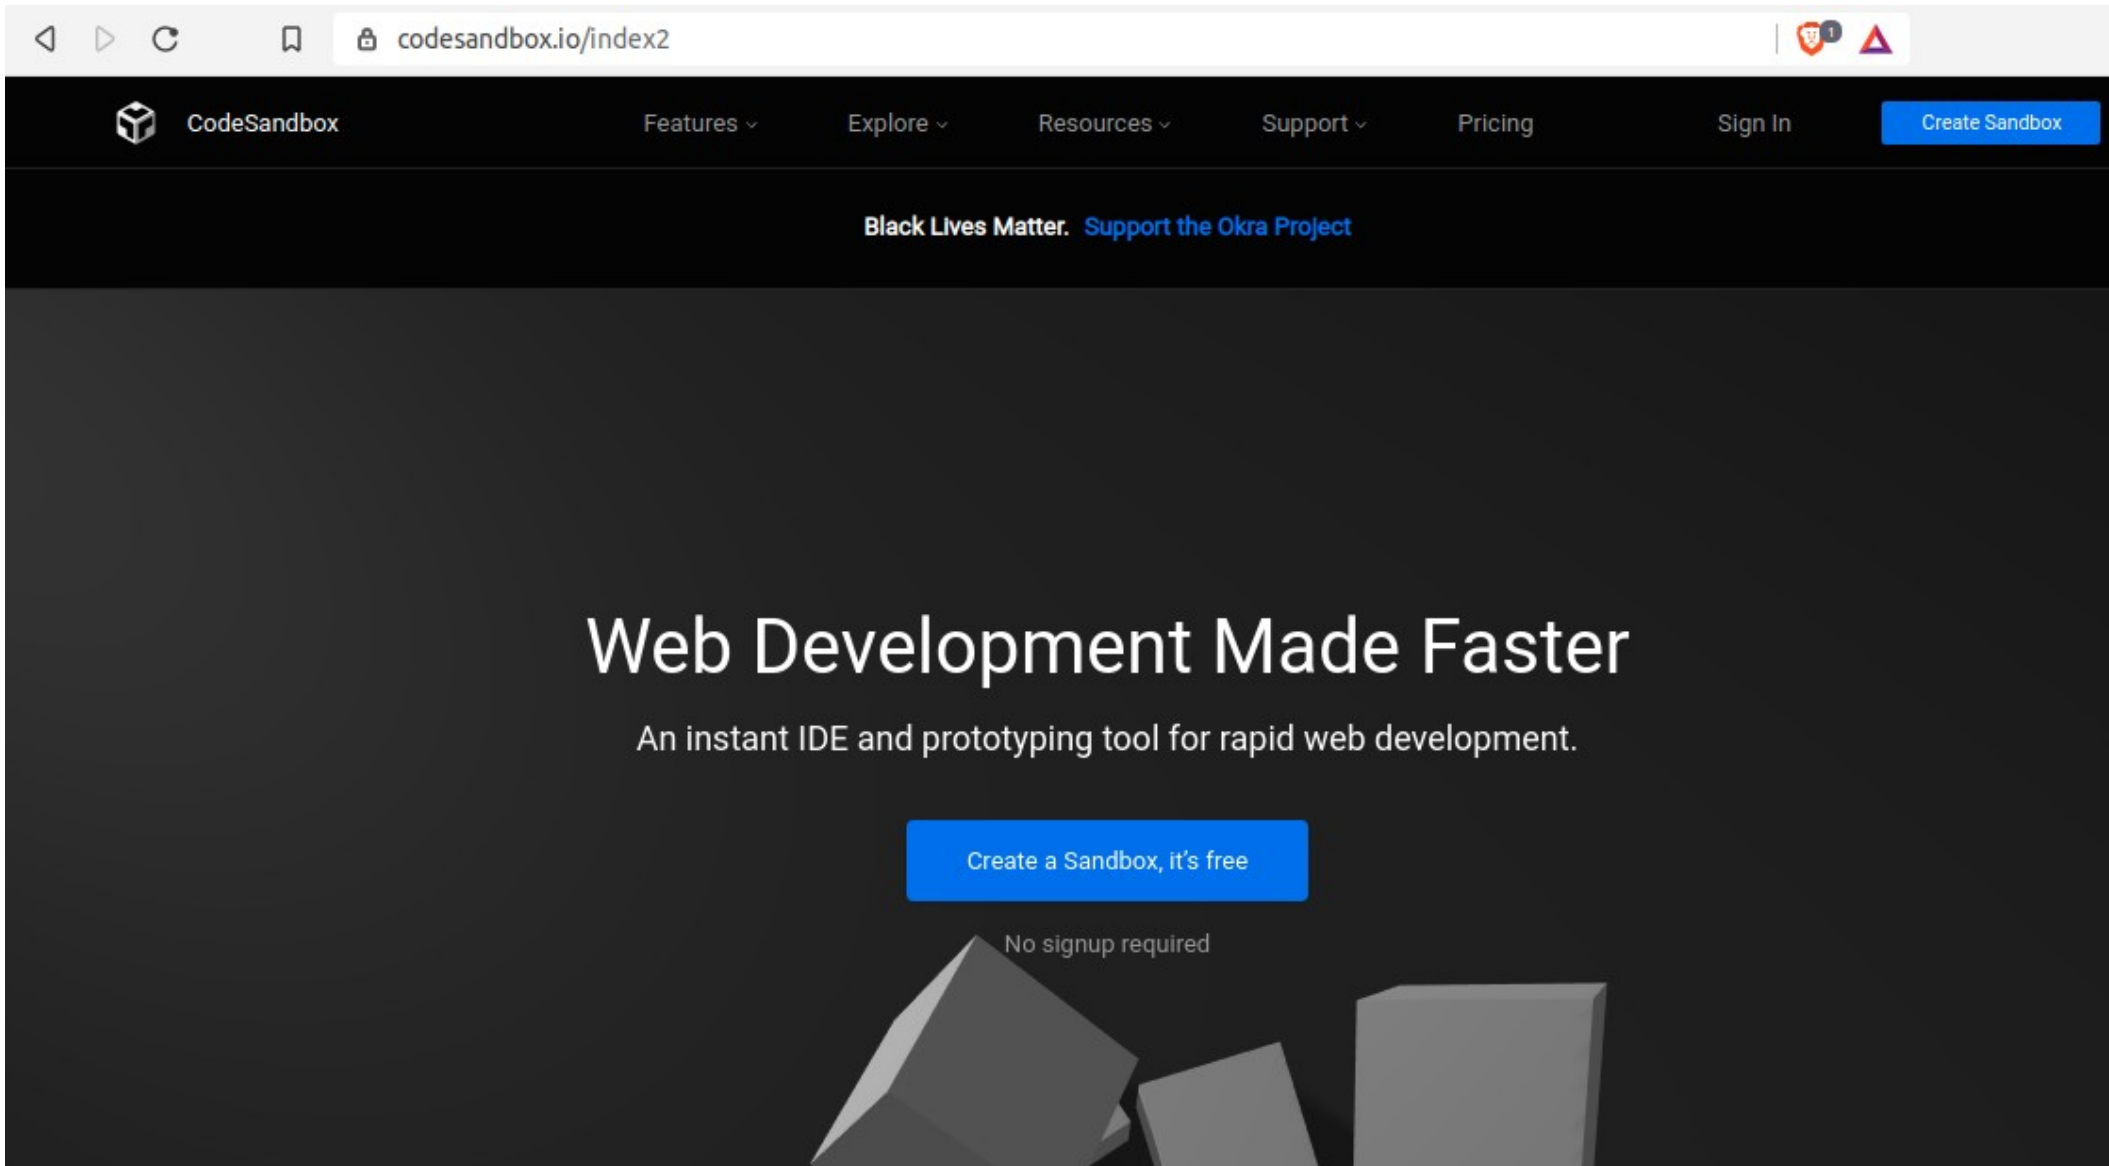 codesandbox.io/index2
1
CodeSandbox Features Explore Resources Support Pricing Sign In Create Sandbox
Black Lives Matter. Support the Okra Project
Web Development Made Faster
An instant IDE and prototyping tool for rapid web development.
Create a Sandbox, it's free
No signup required